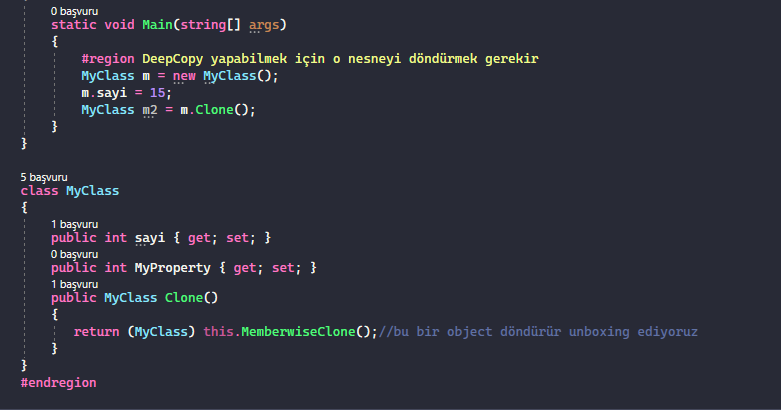 0 başvuru
static void Main(string[] args)
{
#region DeepCopy yapabilmek için o nesneyi döndürmek gerekir
MyClass m = new MyClass();
m.sayi = 15;
MyClass m2 = m.Clone();
}
}
5 başvuru
class MyClass
{
1 başvuru
public int sayi { get; set; }
0 başvuru
public int MyProperty { get; set; }
1 başvuru
public MyClass Clone()
{
return (MyClass) this.MemberwiseClone();//bu bir object döndürür unboxing ediyoruz
}
}
#endregion